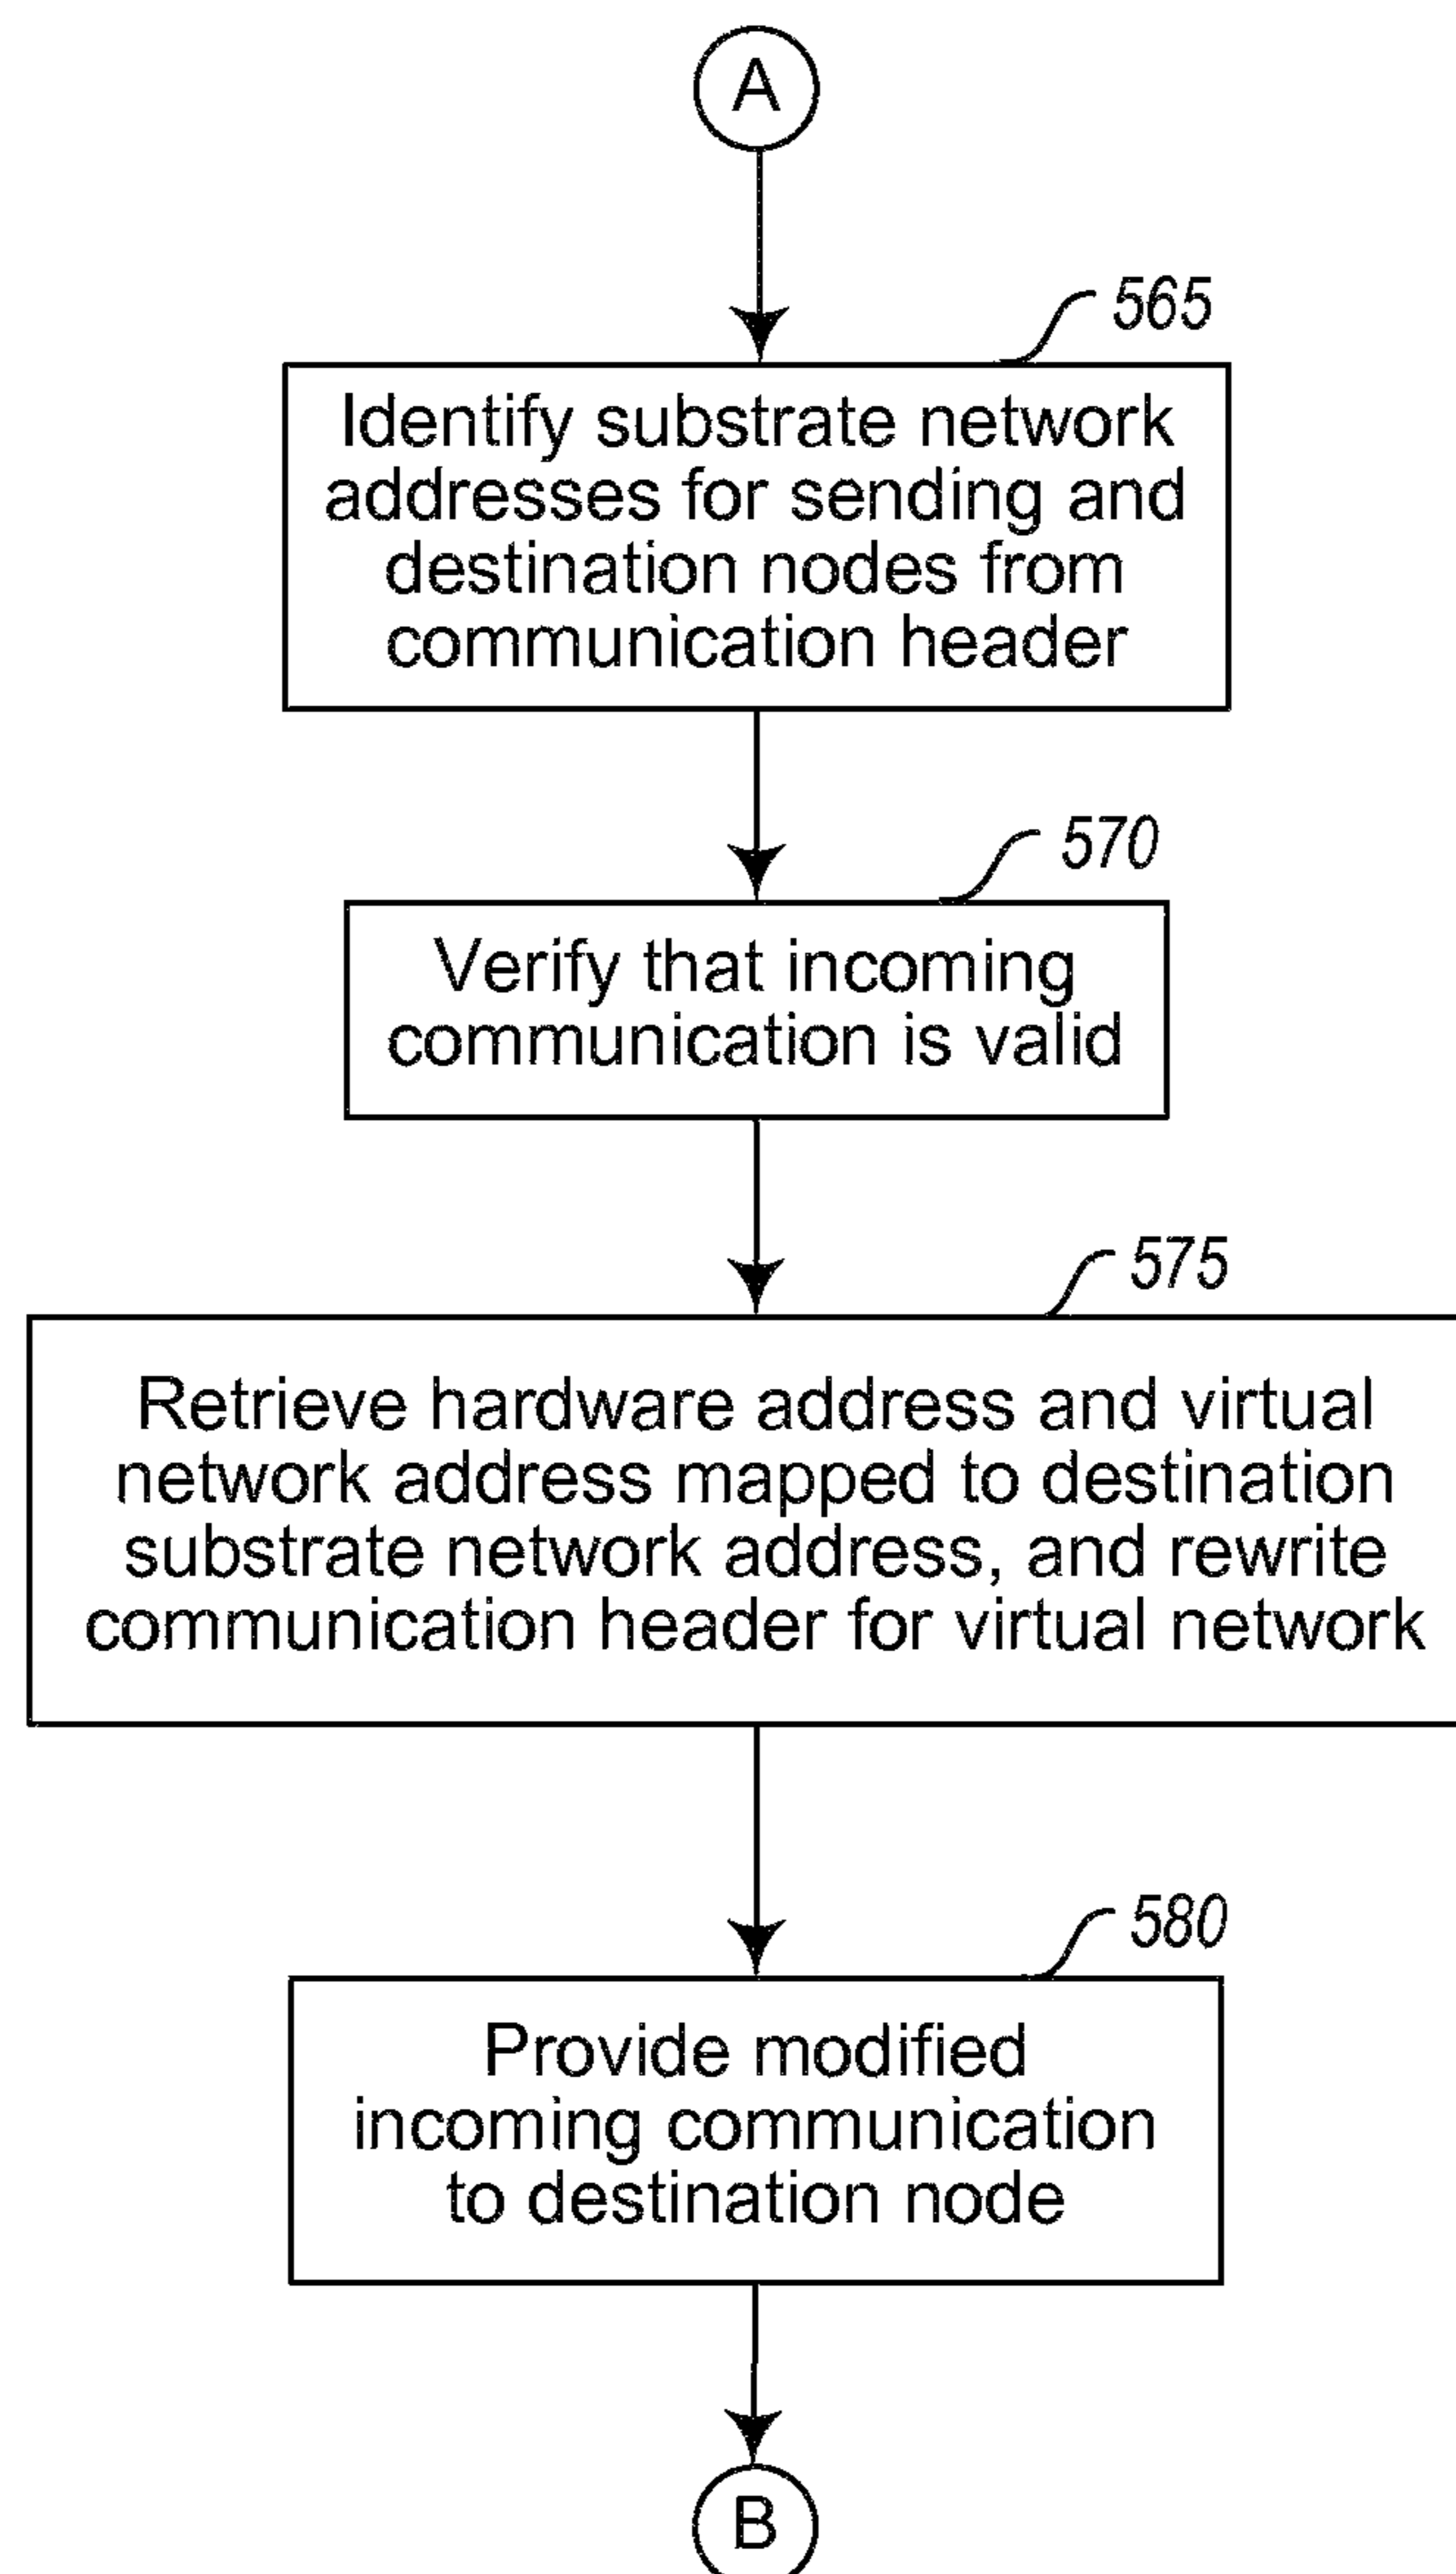 A
565
Identify substrate network
addresses for sending and
destination nodes from
communication header
570
Verify that incoming
communication is valid
575
Retrieve hardware address and virtual
network address mapped to destination
substrate network address, and rewrite
communication header for virtual network
580
Provide modified
incoming communication
to destination node
B